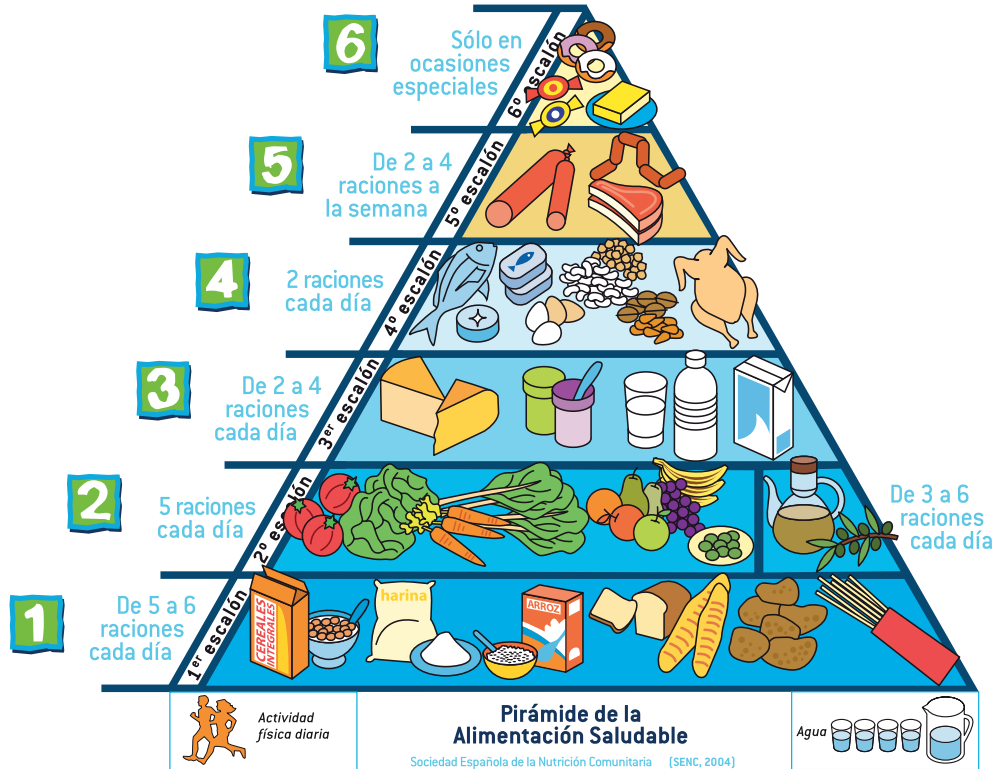 6
Sólo en
ocasiones
especiales
6º escalón
5
De 2 a 4
raciones a
la semana
5º escalón
4
2 raciones
cada día
4º escalón
3
De 2 a 4
raciones
cada día
3er escalón
2
5 raciones
cada día
2º escalón
De 3 a 6
raciones
cada día
1
De 5 a 6
raciones
cada día
1er escalón
CEREALES
INTEGRALES
harina
ARROZ
Actividad
física diaria
Pirámide de la
Alimentación Saludable
Sociedad Española de la Nutrición Comunitaria (SENC, 2004)
Agua